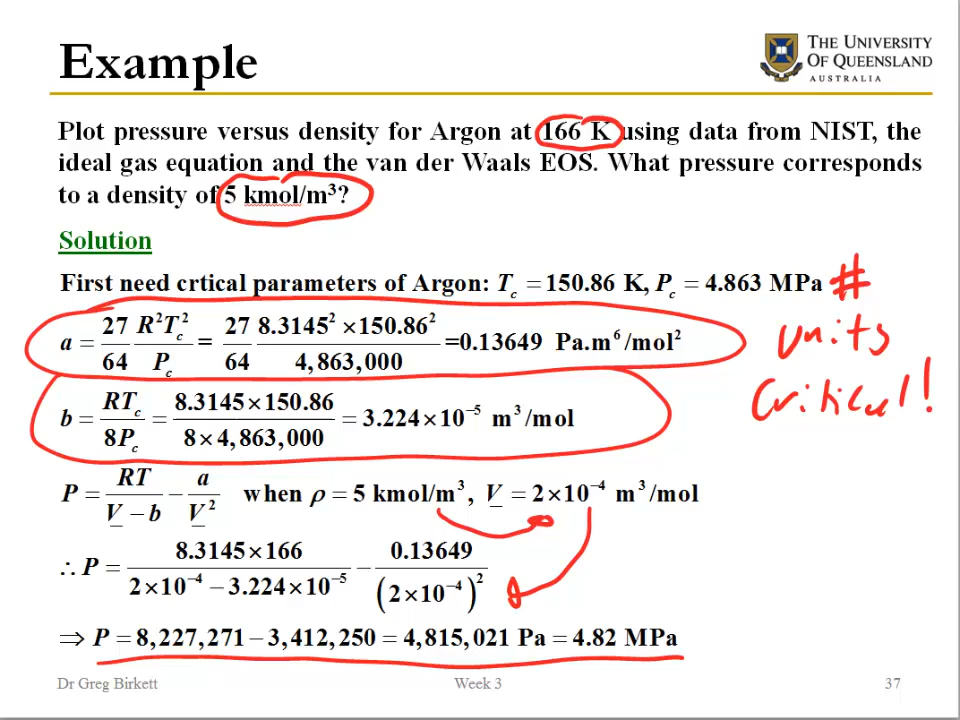 Example
THE UNIVERSITY
OF QUEENSLAND
AUSTRALIA
Plot pressure versus density for Argon at 166 K using data from NIST, the
ideal gas equation and the van der Waals EOS. What pressure corresponds
to a density of 5 kmol/m³?
Solution
First need crtical parameters of Argon: T_c = 150.86 K, P_c = 4.863 MPa #
a = 27/64 R²T_c²/P_c = 27/64 8.3145² × 150.86²/4,863,000 = 0.13649 Pa.m⁶/mol²
units
critical!
b = RT_c/8P_c = 8.3145 × 150.86/8 × 4,863,000 = 3.224 × 10⁻⁵ m³/mol
P = RT/(V − b) − a/V² when ρ = 5 kmol/m³, V = 2 × 10⁻⁴ m³/mol
∴ P = 8.3145 × 166/2 × 10⁻⁴ − 3.224 × 10⁻⁵ − 0.13649/(2 × 10⁻⁴)²
⇒ P = 8,227,271 − 3,412,250 = 4,815,021 Pa = 4.82 MPa
Dr Greg Birkett Week 3 37